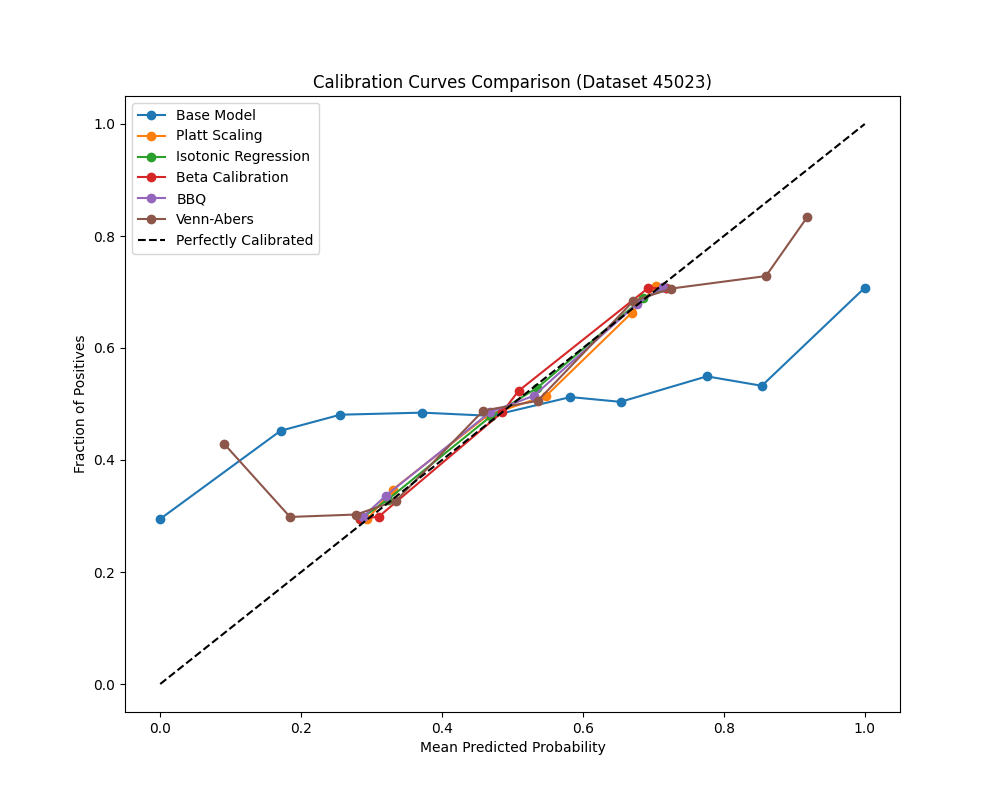 Calibration Curves Comparison (Dataset 45023)
Base Model
Platt Scaling
Isotonic Regression
Beta Calibration
BBQ
Venn-Abers
Perfectly Calibrated
Fraction of Positives
1.0
0.8
0.6
0.4
0.2
0.0
0.0 0.2 0.4 0.6 0.8 1.0
Mean Predicted Probability